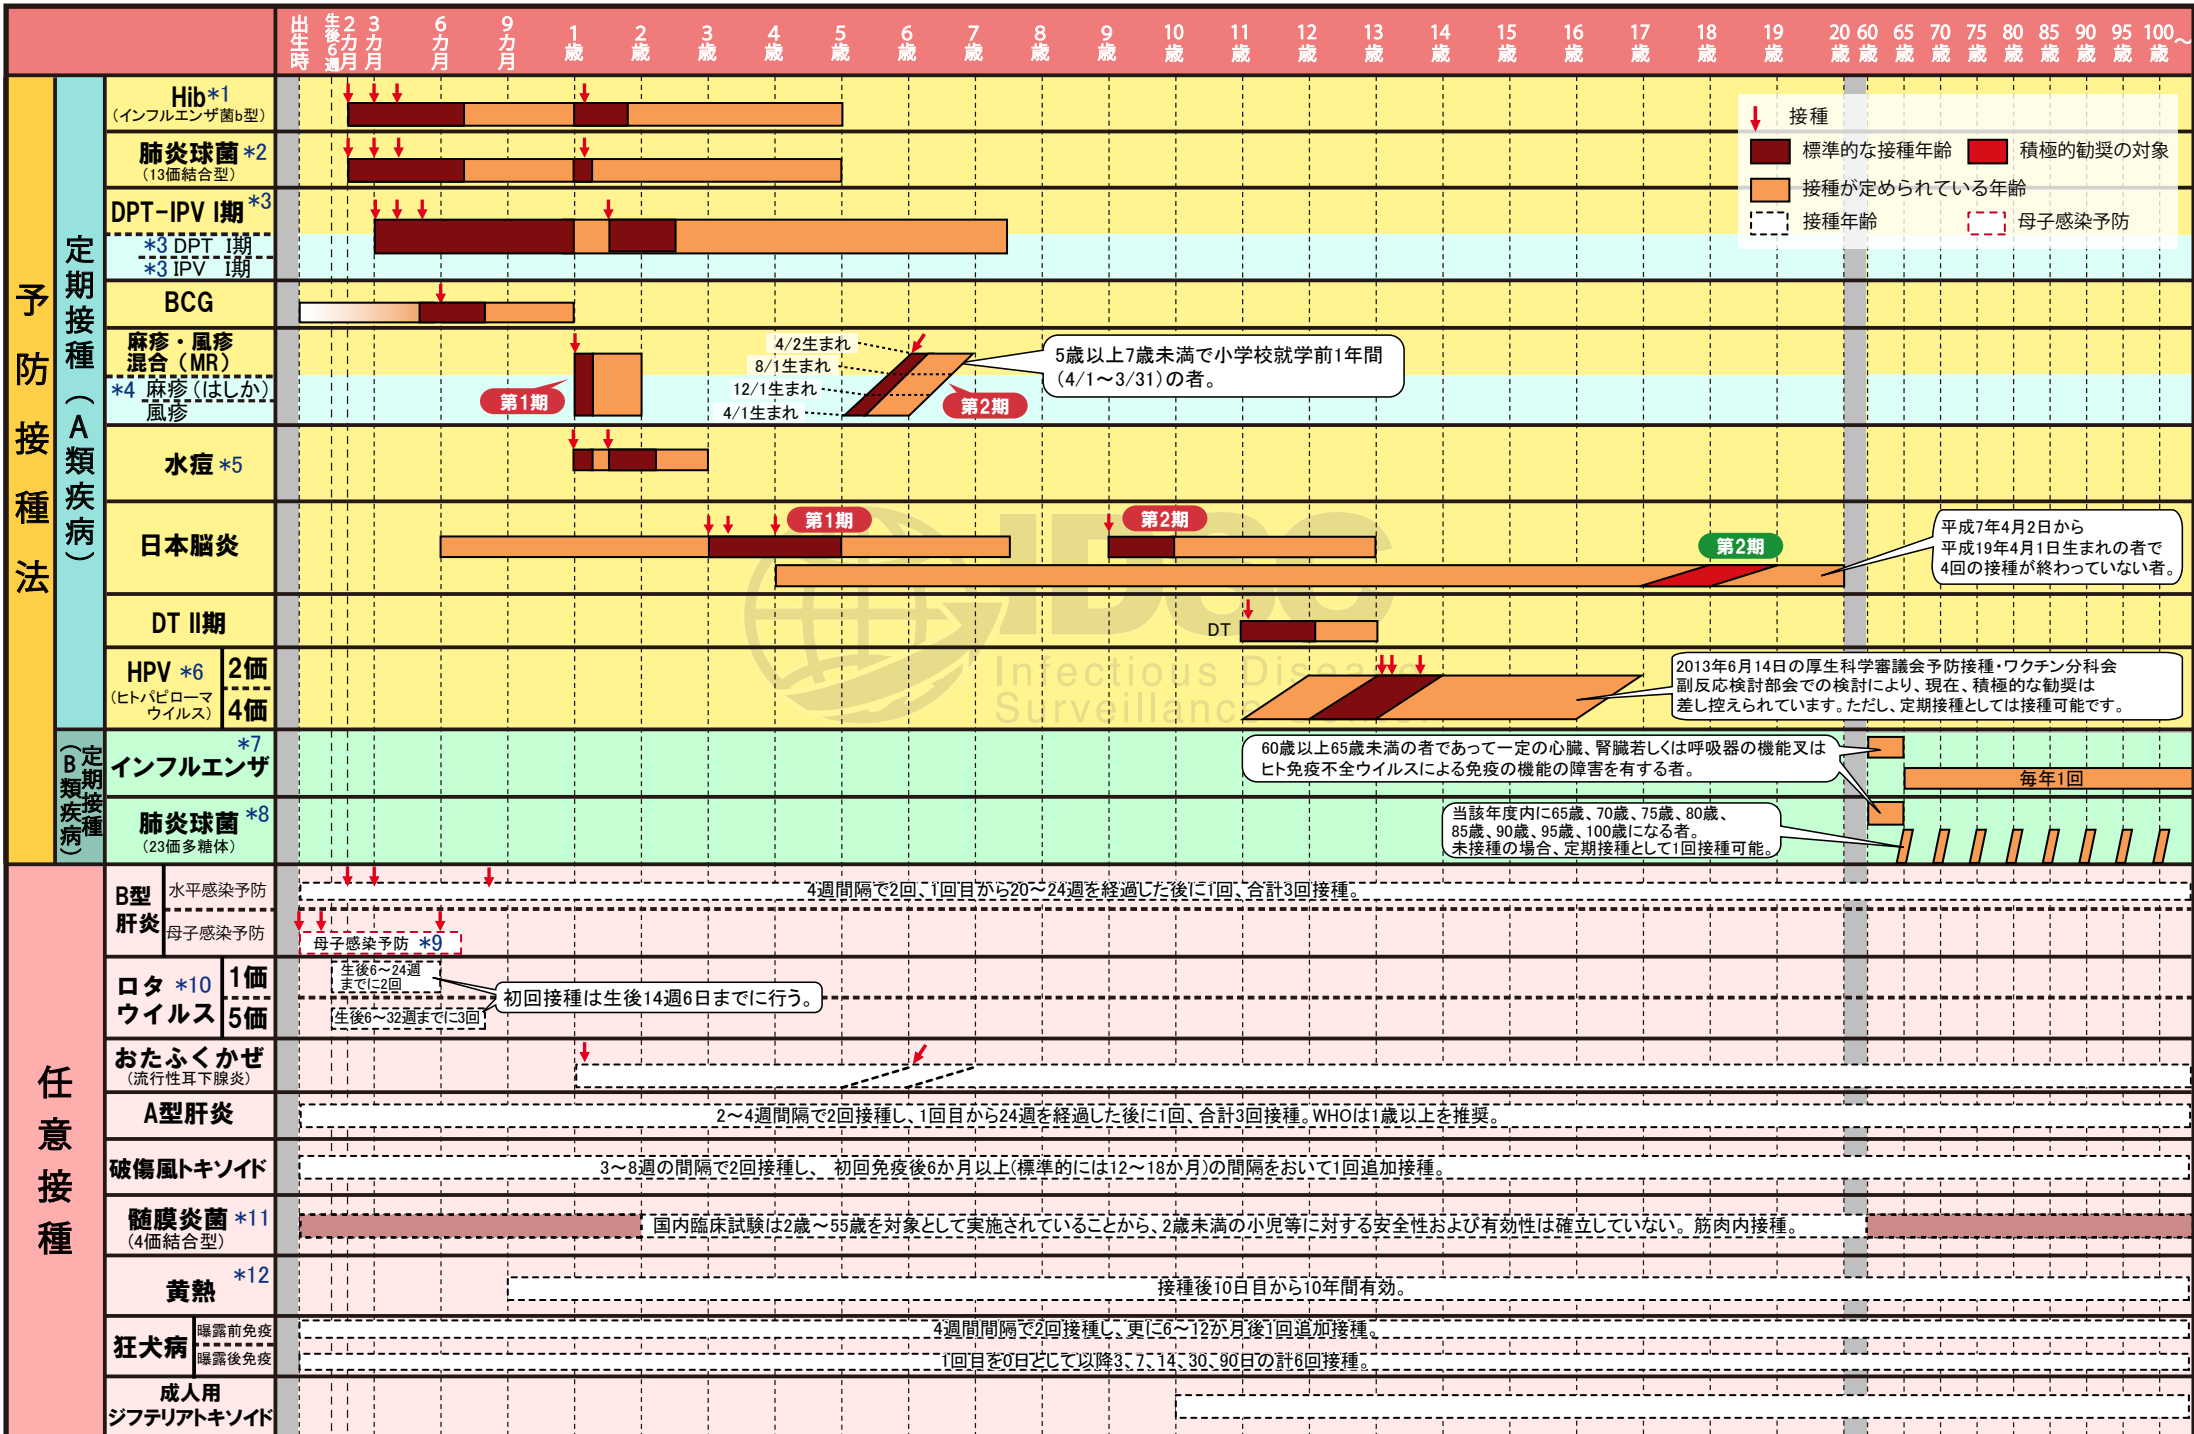 出生時 生後6週 2カ月 3カ月 6カ月 9カ月 1歳 2歳 3歳 4歳 5歳 6歳 7歳 8歳 9歳 10歳 11歳 12歳 13歳 14歳 15歳 16歳 17歳 18歳 19歳 20歳 60歳 65歳 70歳 75歳 80歳 85歳 90歳 95歳 100歳～
予防接種法
定期接種（A類疾病）
Hib*1
(インフルエンザ菌b型)
接種
標準的な接種年齢 積極的勧奨の対象
接種が定められている年齢
接種年齢 母子感染予防
肺炎球菌*2
(13価結合型)
DPT-IPV I期*3
*3 DPT I期
*3 IPV I期
BCG
麻疹・風疹
混合（MR）
*4 麻疹(はしか)
風疹
第1期
4/2生まれ
8/1生まれ
12/1生まれ
4/1生まれ
第2期
5歳以上7歳未満で小学校就学前1年間
(4/1～3/31)の者。
水痘*5
日本脳炎
第1期
第2期
第2期
平成7年4月2日から
平成19年4月1日生まれの者で
4回の接種が終わっていない者。
IDSC
Infectious Disease
Surveillance
DT II期
DT
HPV *6
(ヒトパピローマ
ウイルス)
2価
4価
2013年6月14日の厚生科学審議会予防接種・ワクチン分科会
副反応検討部会での検討により、現在、積極的な勧奨は
差し控えられています。ただし、定期接種としては接種可能です。
定期接種
（B類疾病）
*7
インフルエンザ
60歳以上65歳未満の者であって一定の心臓、腎臓若しくは呼吸器の機能又は
ヒト免疫不全ウイルスによる免疫の機能の障害を有する者。
毎年1回
肺炎球菌*8
(23価多糖体)
当該年度内に65歳、70歳、75歳、80歳、
85歳、90歳、95歳、100歳になる者。
未接種の場合、定期接種として1回接種可能。
任意接種
B型
肝炎
水平感染予防
4週間隔で2回、1回目から20～24週を経過した後に1回、合計3回接種。
母子感染予防
母子感染予防 *9
ロタ *10
ウイルス
1価
生後6～24週
までに2回
初回接種は生後14週6日までに行う。
5価
生後6～32週までに3回
おたふくかぜ
(流行性耳下腺炎)
A型肝炎
2～4週間隔で2回接種し、1回目から24週を経過した後に1回、合計3回接種。WHOは1歳以上を推奨。
破傷風トキソイド
3～8週の間隔で2回接種し、 初回免疫後6か月以上(標準的には12～18か月)の間隔をおいて1回追加接種。
髄膜炎菌*11
(4価結合型)
国内臨床試験は2歳～55歳を対象として実施されていることから、2歳未満の小児等に対する安全性および有効性は確立していない。筋肉内接種。
黄熱*12
接種後10日目から10年間有効。
狂犬病
曝露前免疫
4週間間隔で2回接種し、更に6～12か月後1回追加接種。
曝露後免疫
1回目を0日として以降3、7、14、30、90日の計6回接種。
成人用
ジフテリアトキソイド